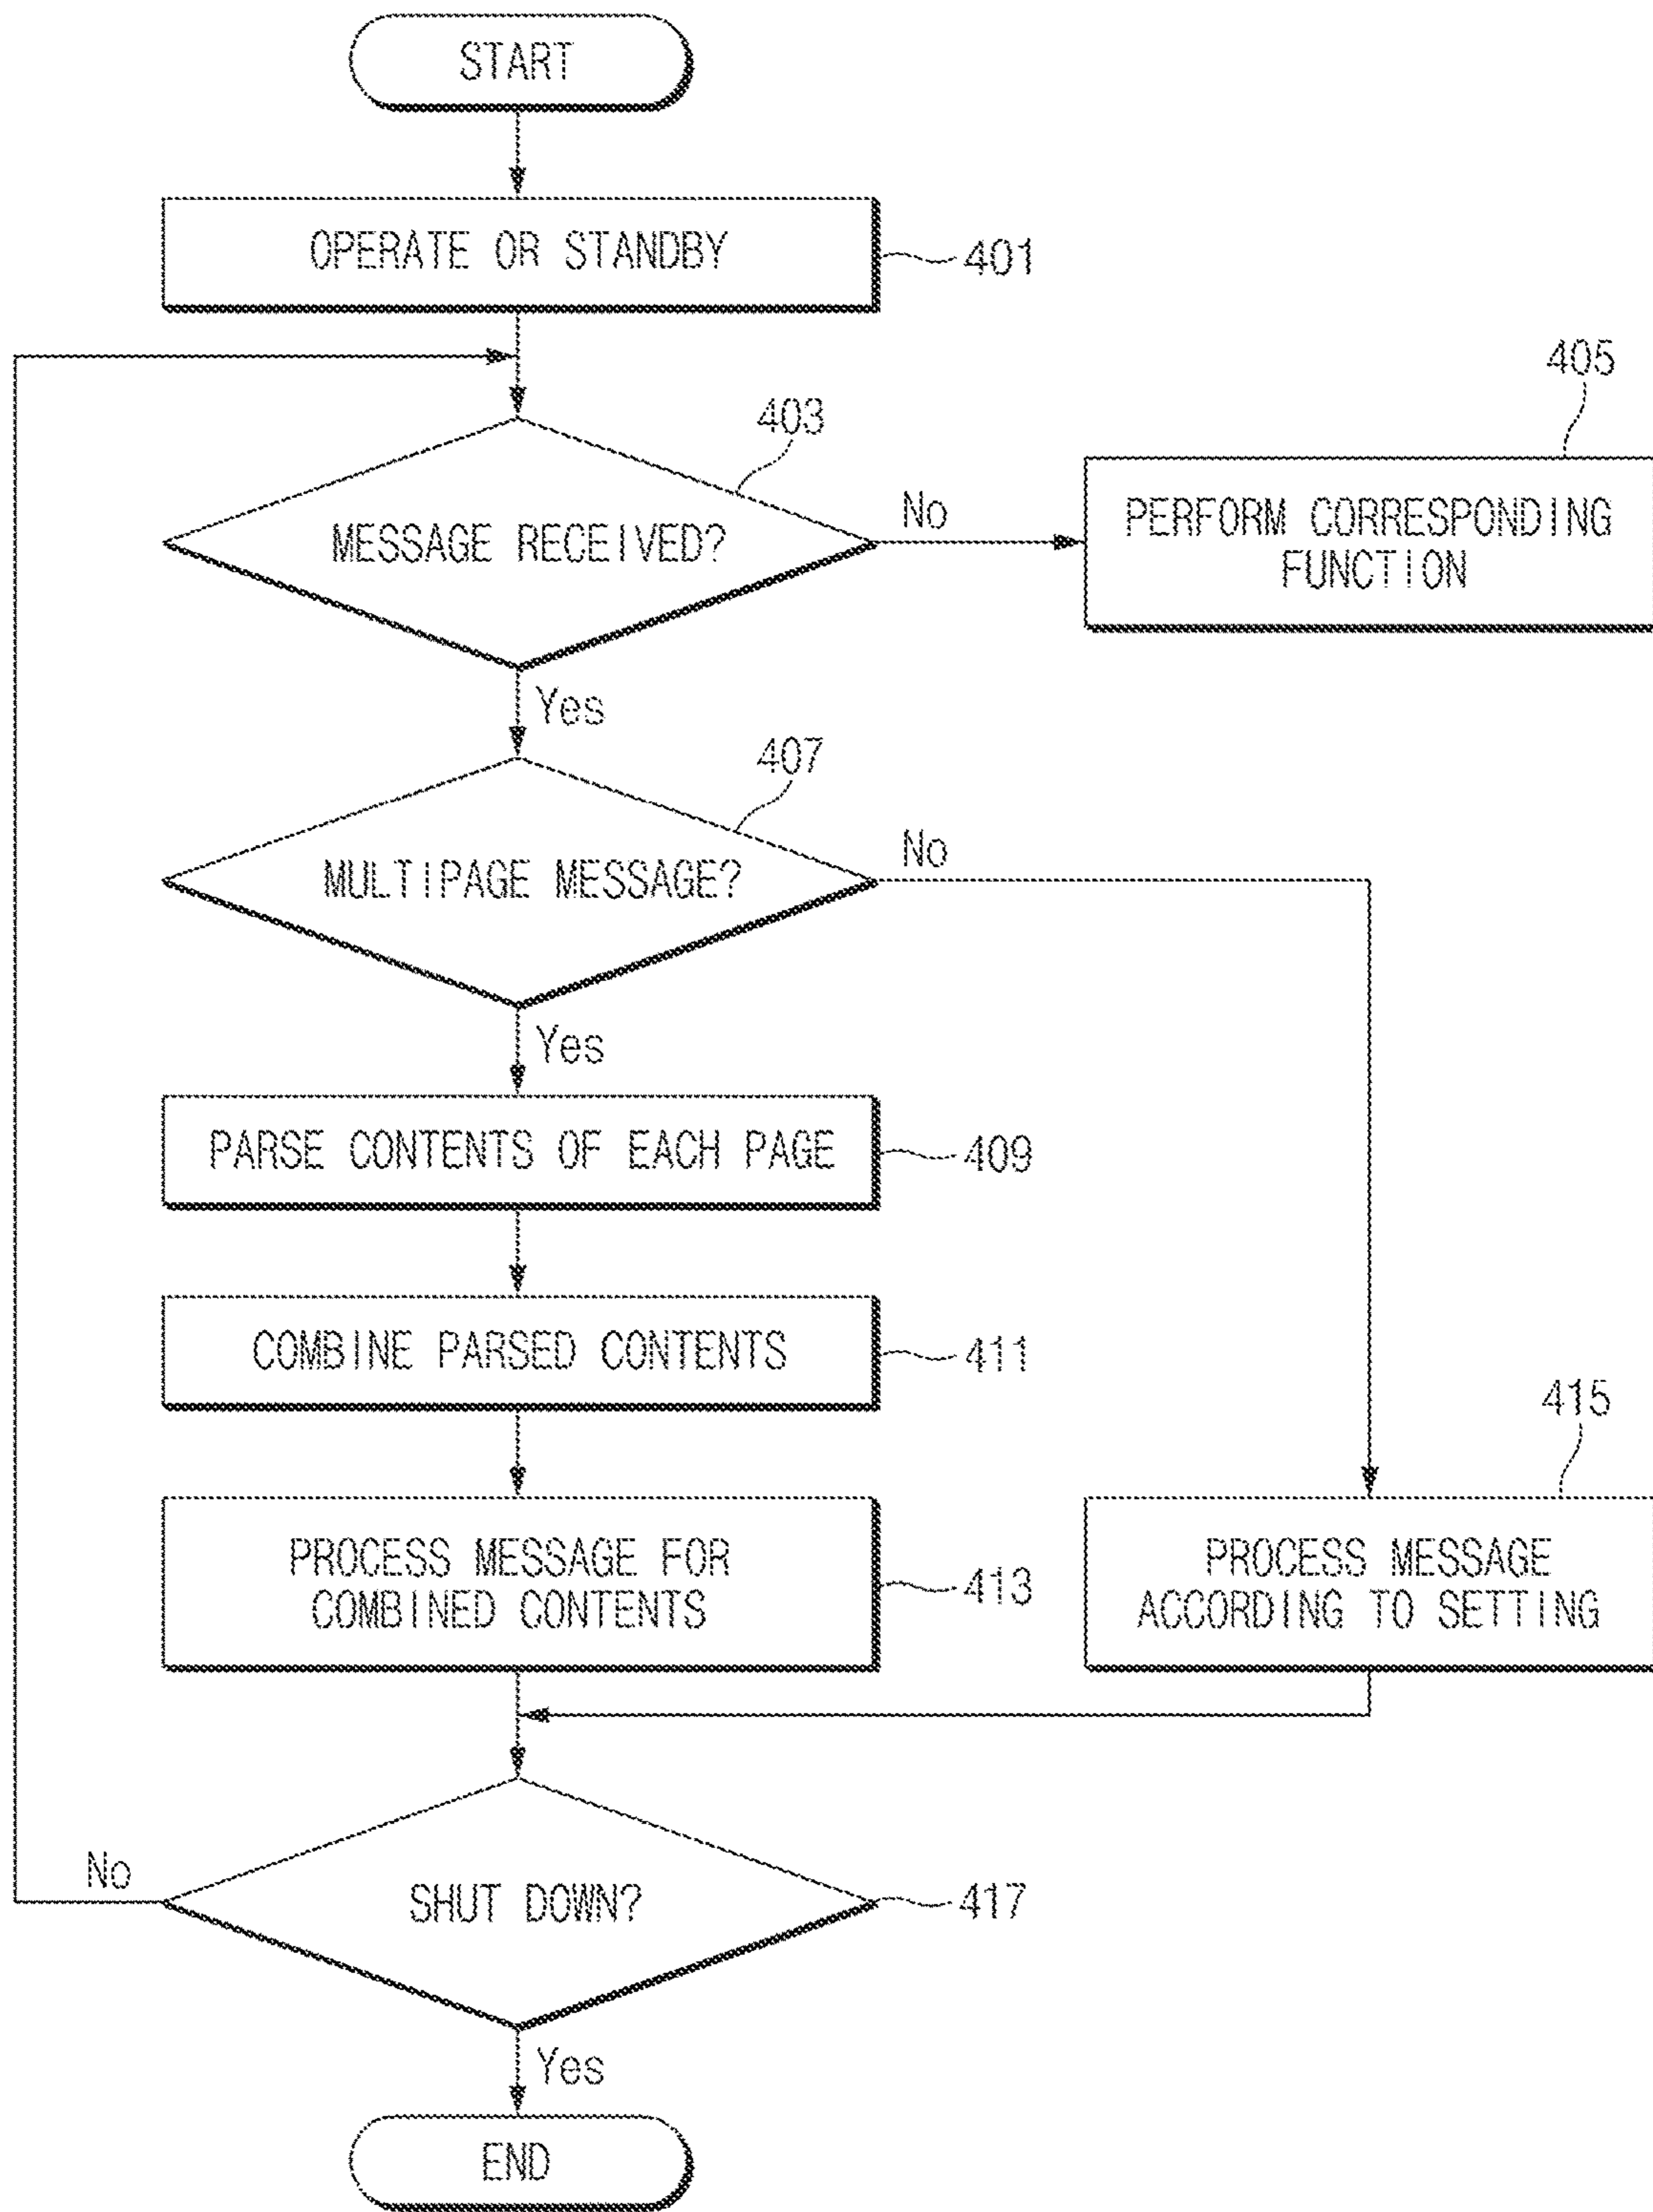 START
OPERATE OR STANDBY
401
405
403
MESSAGE RECEIVED?
No
PERFORM CORRESPONDING
FUNCTION
Yes
407
MULTIPAGE MESSAGE?
No
Yes
PARSE CONTENTS OF EACH PAGE
409
COMBINE PARSED CONTENTS
411
415
PROCESS MESSAGE FOR
COMBINED CONTENTS
413
PROCESS MESSAGE
ACCORDING TO SETTING
No
SHUT DOWN?
417
Yes
END